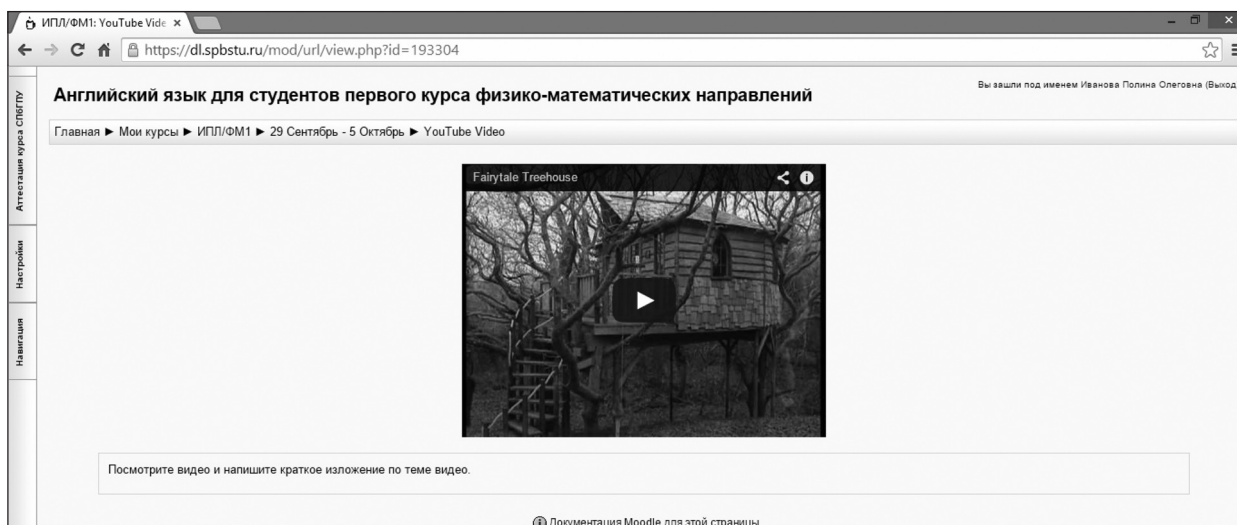 ИПЛ/ФМ1: YouTube Vide
https://dl.spbstu.ru/mod/url/view.php?id=193304
Вы зашли под именем Иванова Полина Олеговна (Выход
Английский язык для студентов первого курса физико-математических направлений
Главная ► Мои курсы ► ИПЛ/ФМ1 ► 29 Сентябрь - 5 Октябрь ► YouTube Video
Аттестация курса СПбГПУ
Настройки
Навигация
Fairytale Treehouse
Посмотрите видео и напишите краткое изложение по теме видео.
Документация Moodle для этой страницы